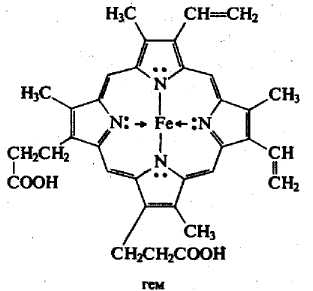 H₃C CH=CH₂
N
H₃C CH₃
N Fe N
CH₂CH₂ CH
COOH N CH₂
CH₃
CH₂CH₂COOH
гем